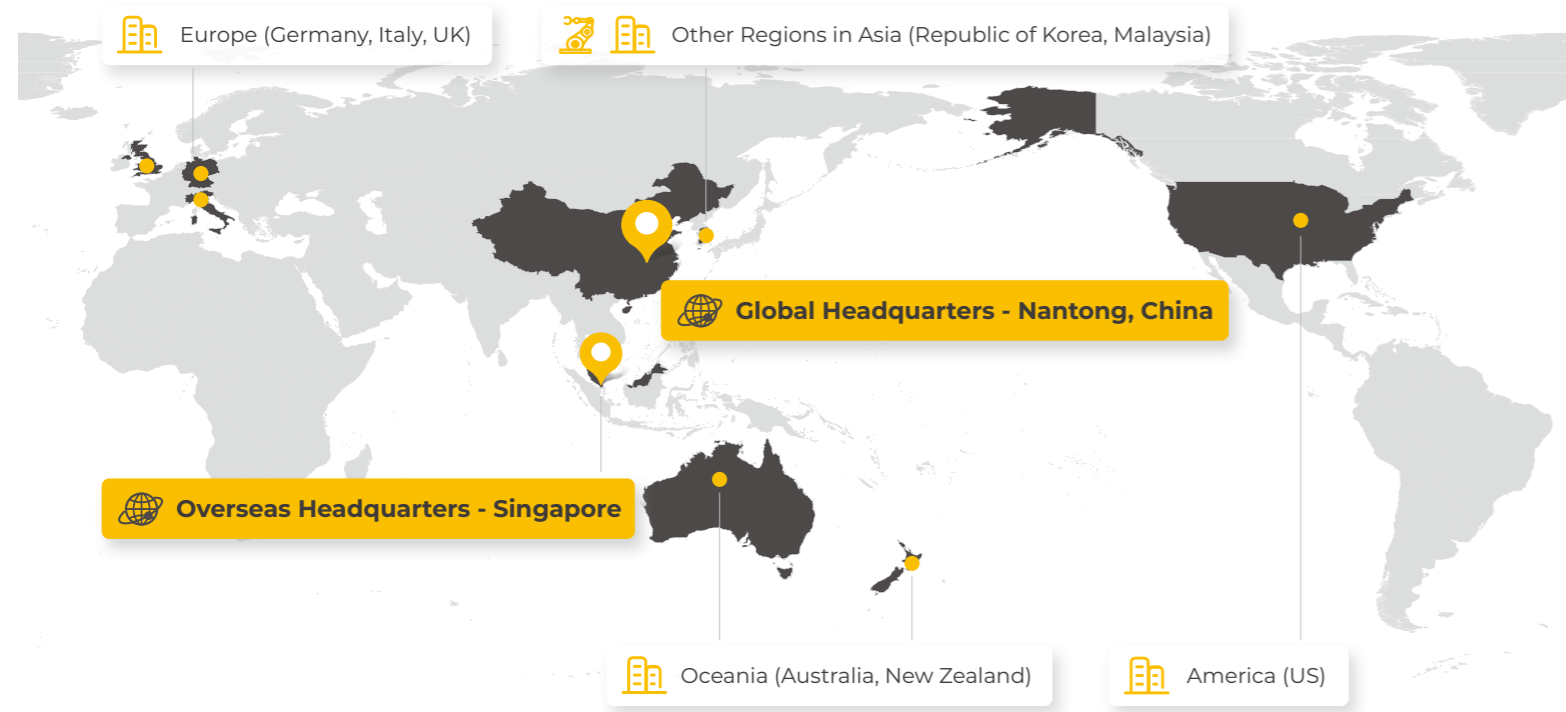 Europe (Germany, Italy, UK)
Other Regions in Asia (Republic of Korea, Malaysia)
Global Headquarters - Nantong, China
Overseas Headquarters - Singapore
Oceania (Australia, New Zealand)
America (US)